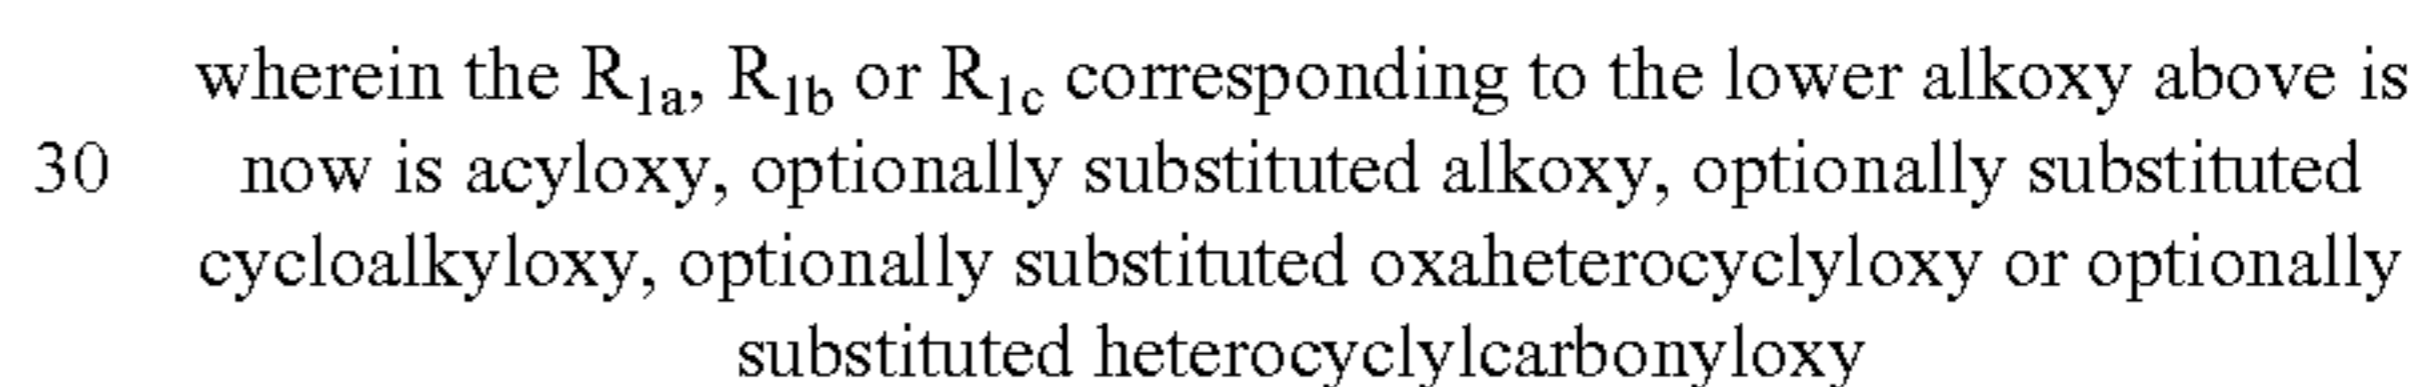 wherein the R1a, R1b or R1c corresponding to the lower alkoxy above is
30 now is acyloxy, optionally substituted alkoxy, optionally substituted
cycloalkyloxy, optionally substituted oxaheterocyclyloxy or optionally
substituted heterocyclylcarbonyloxy